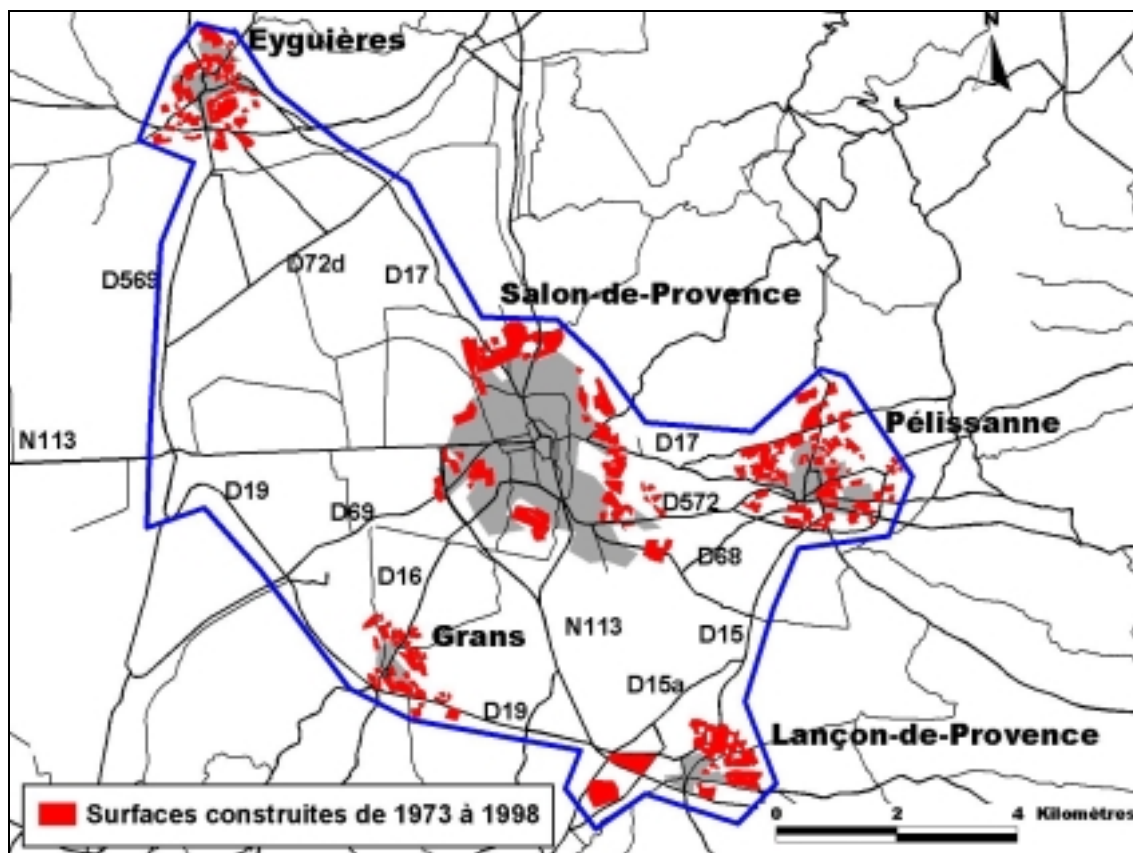 N
Eyguières
D569
D72d
D17
Salon-de-Provence
Pélissanne
N113
D17
D19
D69
D572
D68
D16
Grans
N113
D15
D15a
D19
Lançon-de-Provence
Surfaces construites de 1973 à 1998
0 2 4 Kilomètres